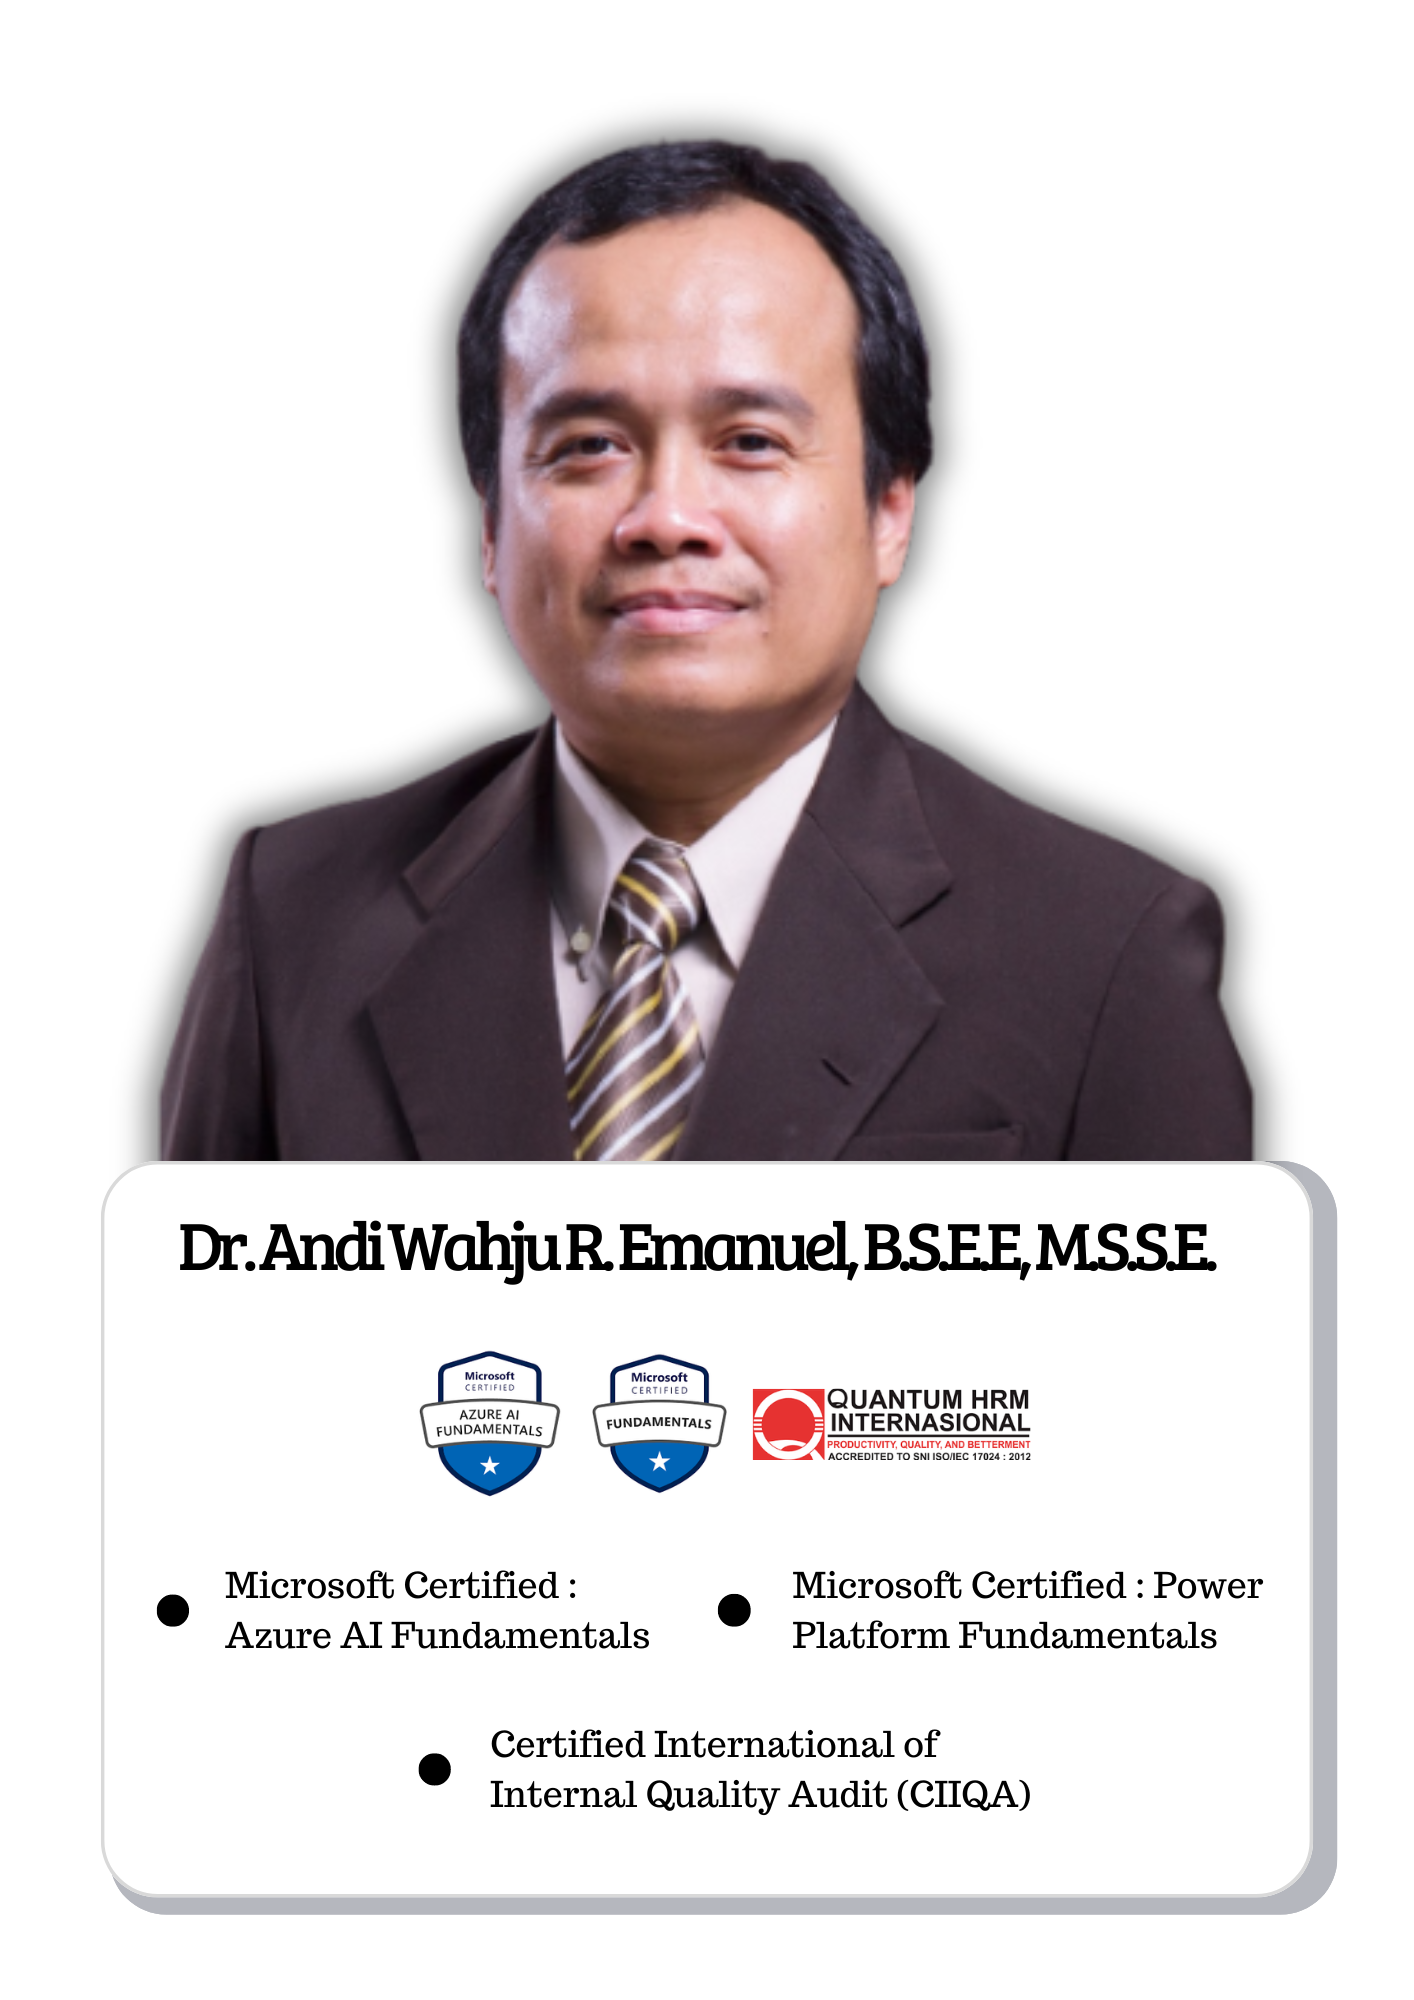 Dr. Andi Wahju R. Emanuel, B.S.E.E, M.S.S.E.
Microsoft
CERTIFIED
AZURE AI
FUNDAMENTALS
Microsoft
CERTIFIED
FUNDAMENTALS
QUANTUM HRM
INTERNASIONAL
PRODUCTIVITY, QUALITY, AND BETTERMENT
ACCREDITED TO SNI ISO/IEC 17024 : 2012
Microsoft Certified :
Azure AI Fundamentals
Microsoft Certified : Power
Platform Fundamentals
Certified International of
Internal Quality Audit (CIIQA)